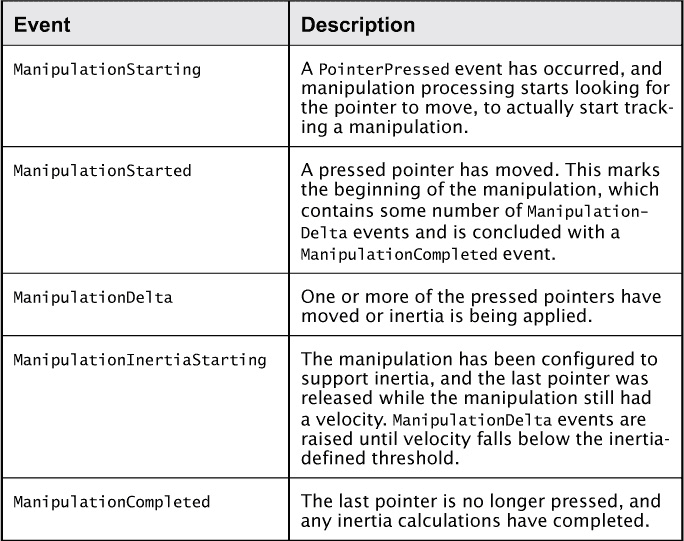 Event Description
ManipulationStarting A PointerPressed event has occurred, and
manipulation processing starts looking for
the pointer to move, to actually start track-
ing a manipulation.
ManipulationStarted A pressed pointer has moved. This marks
the beginning of the manipulation, which
contains some number of Manipulation-
Delta events and is concluded with a
ManipulationCompleted event.
ManipulationDelta One or more of the pressed pointers have
moved or inertia is being applied.
ManipulationInertiaStarting The manipulation has been configured to
support inertia, and the last pointer was
released while the manipulation still had
a velocity. ManipulationDelta events are
raised until velocity falls below the inertia-
defined threshold.
ManipulationCompleted The last pointer is no longer pressed, and
any inertia calculations have completed.